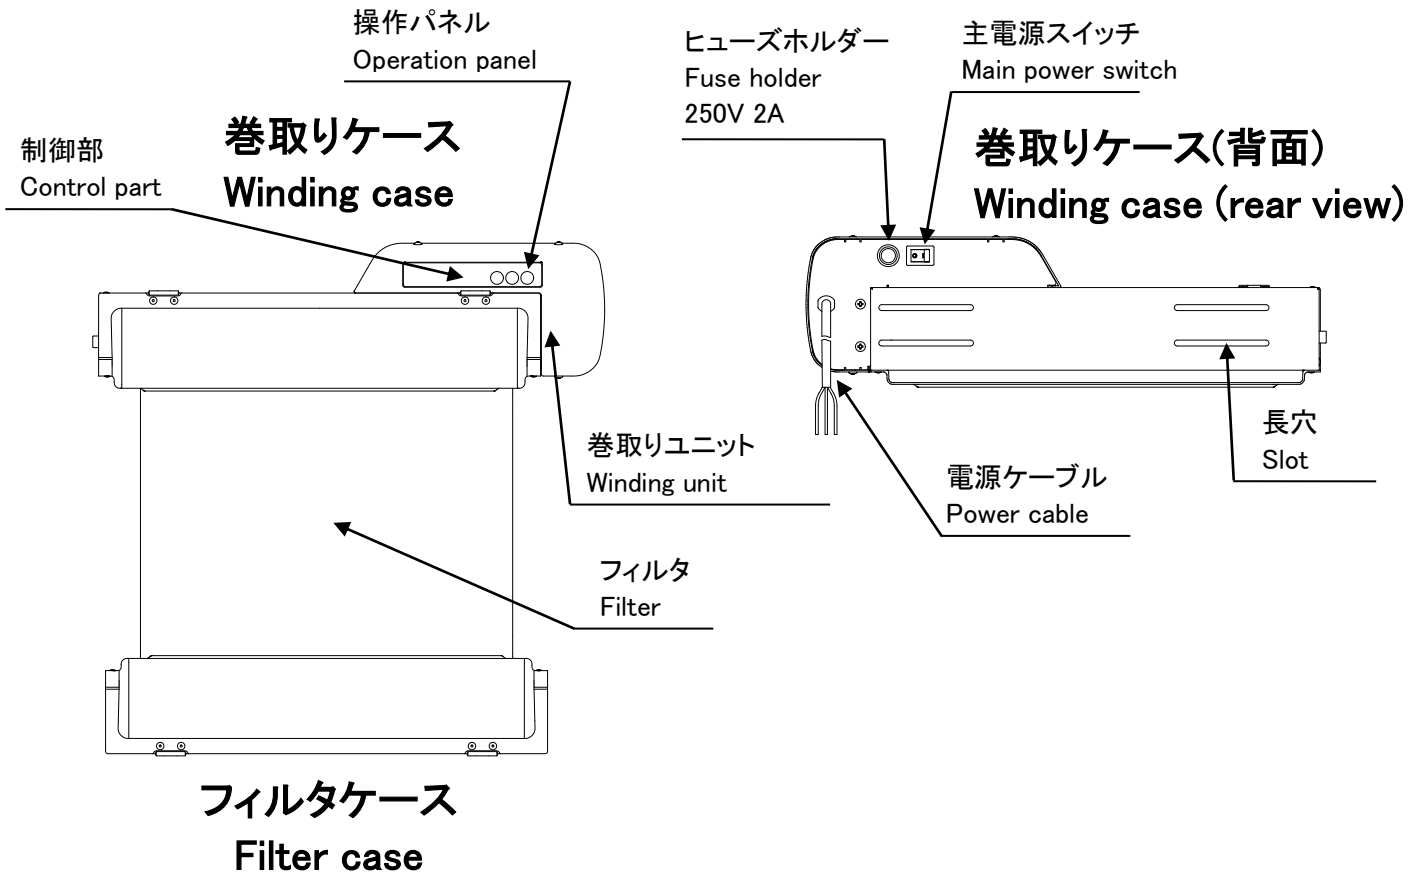 操作パネル
Operation panel
巻取りケース
Winding case
制御部
Control part
ヒューズホルダー
Fuse holder
250V 2A
主電源スイッチ
Main power switch
巻取りケース(背面)
Winding case (rear view)
巻取りユニット
Winding unit
フィルタ
Filter
長穴
Slot
電源ケーブル
Power cable
フィルタケース
Filter case